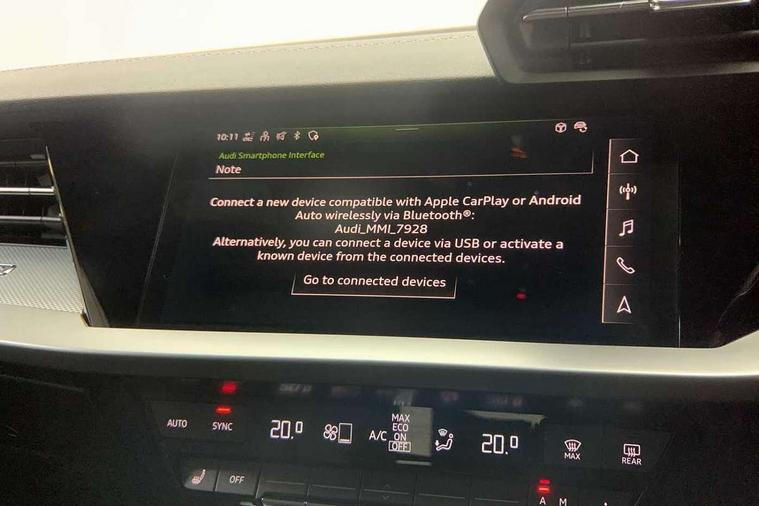 10:11
Audi Smartphone Interface
Note
Connect a new device compatible with Apple CarPlay or Android
Auto wirelessly via Bluetooth®:
Audi_MMI_7928
Alternatively, you can connect a device via USB or activate a
known device from the connected devices.
Go to connected devices
AUTO
SYNC
20.0
A/C
MAX
ECO
ON
OFF
20.0
MAX
REAR
OFF
A
M